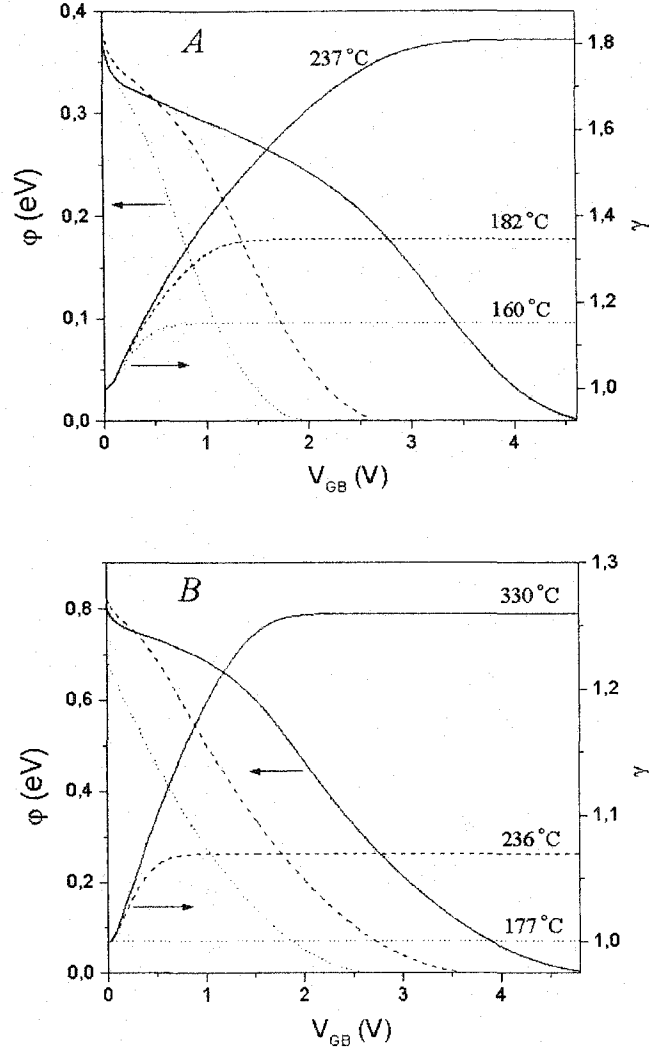 A
0,4
0,3
0,2
0,1
0,0
φ (eV)
237 °C
182 °C
160 °C
1,8
1,6
1,4
1,2
1,0
γ
0
1
2
3
4
V_GB (V)
B
0,8
0,6
0,4
0,2
0,0
φ (eV)
330 °C
236 °C
177 °C
1,3
1,2
1,1
1,0
γ
0
1
2
3
4
V_GB (V)